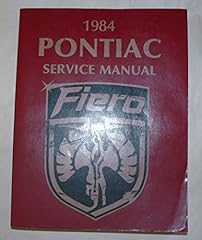 1984
PONTIAC
SERVICE MANUAL
Fiero